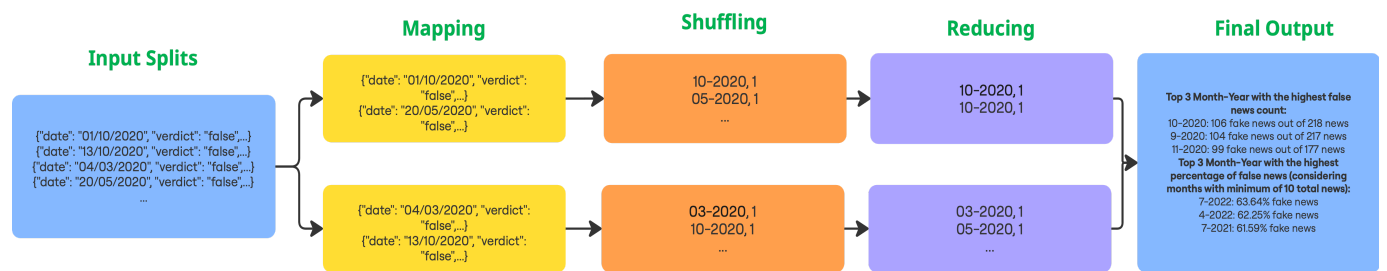 Input Splits
{"date": "01/10/2020", "verdict": "false",...}
{"date": "13/10/2020", "verdict": "false",...}
{"date": "04/03/2020", "verdict": "false",...}
{"date": "20/05/2020", "verdict": "false",...}
...
Mapping
{"date": "01/10/2020", "verdict":
"false",...}
{"date": "20/05/2020", "verdict":
"false",...}
{"date": "04/03/2020", "verdict":
"false",...}
{"date": "13/10/2020", "verdict":
"false",...}
Shuffling
10-2020, 1
05-2020, 1
...
03-2020, 1
10-2020, 1
...
Reducing
10-2020, 1
10-2020, 1
03-2020, 1
05-2020, 1
...
Final Output
Top 3 Month-Year with the highest false
news count:
10-2020: 106 fake news out of 218 news
9-2020: 104 fake news out of 217 news
11-2020: 99 fake news out of 177 news
Top 3 Month-Year with the highest
percentage of false news (considering
months with minimum of 10 total news):
7-2022: 63.64% fake news
4-2022: 62.25% fake news
7-2021: 61.59% fake news